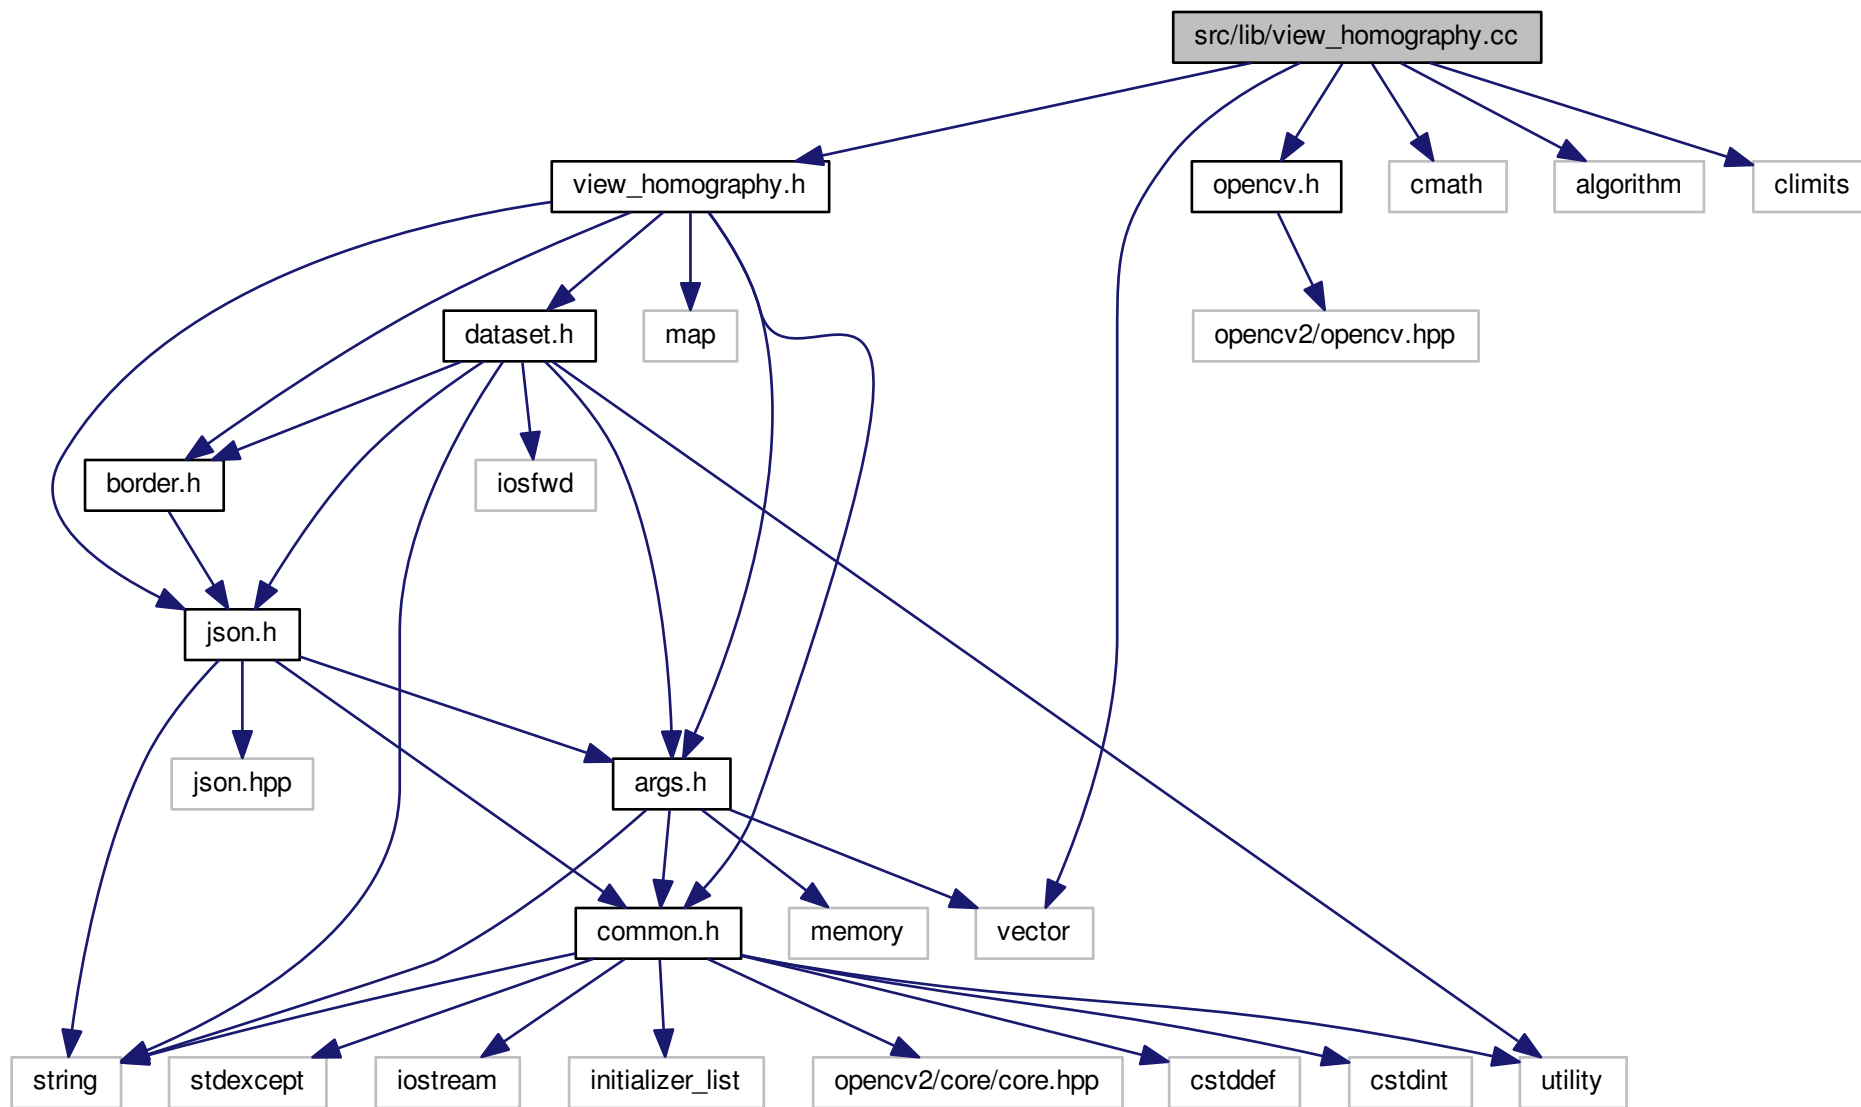 src/lib/view_homography.cc
view_homography.h
opencv.h
cmath
algorithm
climits
dataset.h
map
opencv2/opencv.hpp
border.h
iosfwd
json.h
json.hpp
args.h
common.h
memory
vector
string
stdexcept
iostream
initializer_list
opencv2/core/core.hpp
cstddef
cstdint
utility